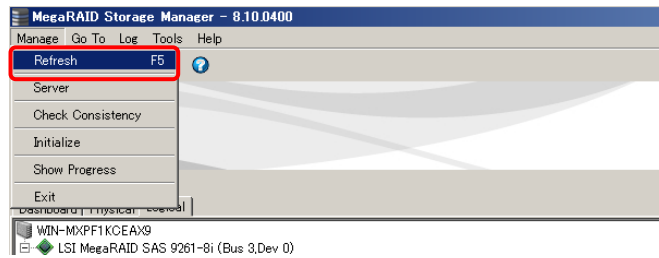 MegaRAID Storage Manager - 8.10.0400
Manage Go To Log Tools Help
Refresh F5
Server
Check Consistency
Initialize
Show Progress
Exit
Dashboard Physical Logical
WIN-MXPF1KCEAX9
LSI MegaRAID SAS 9261-8i (Bus 3,Dev 0)